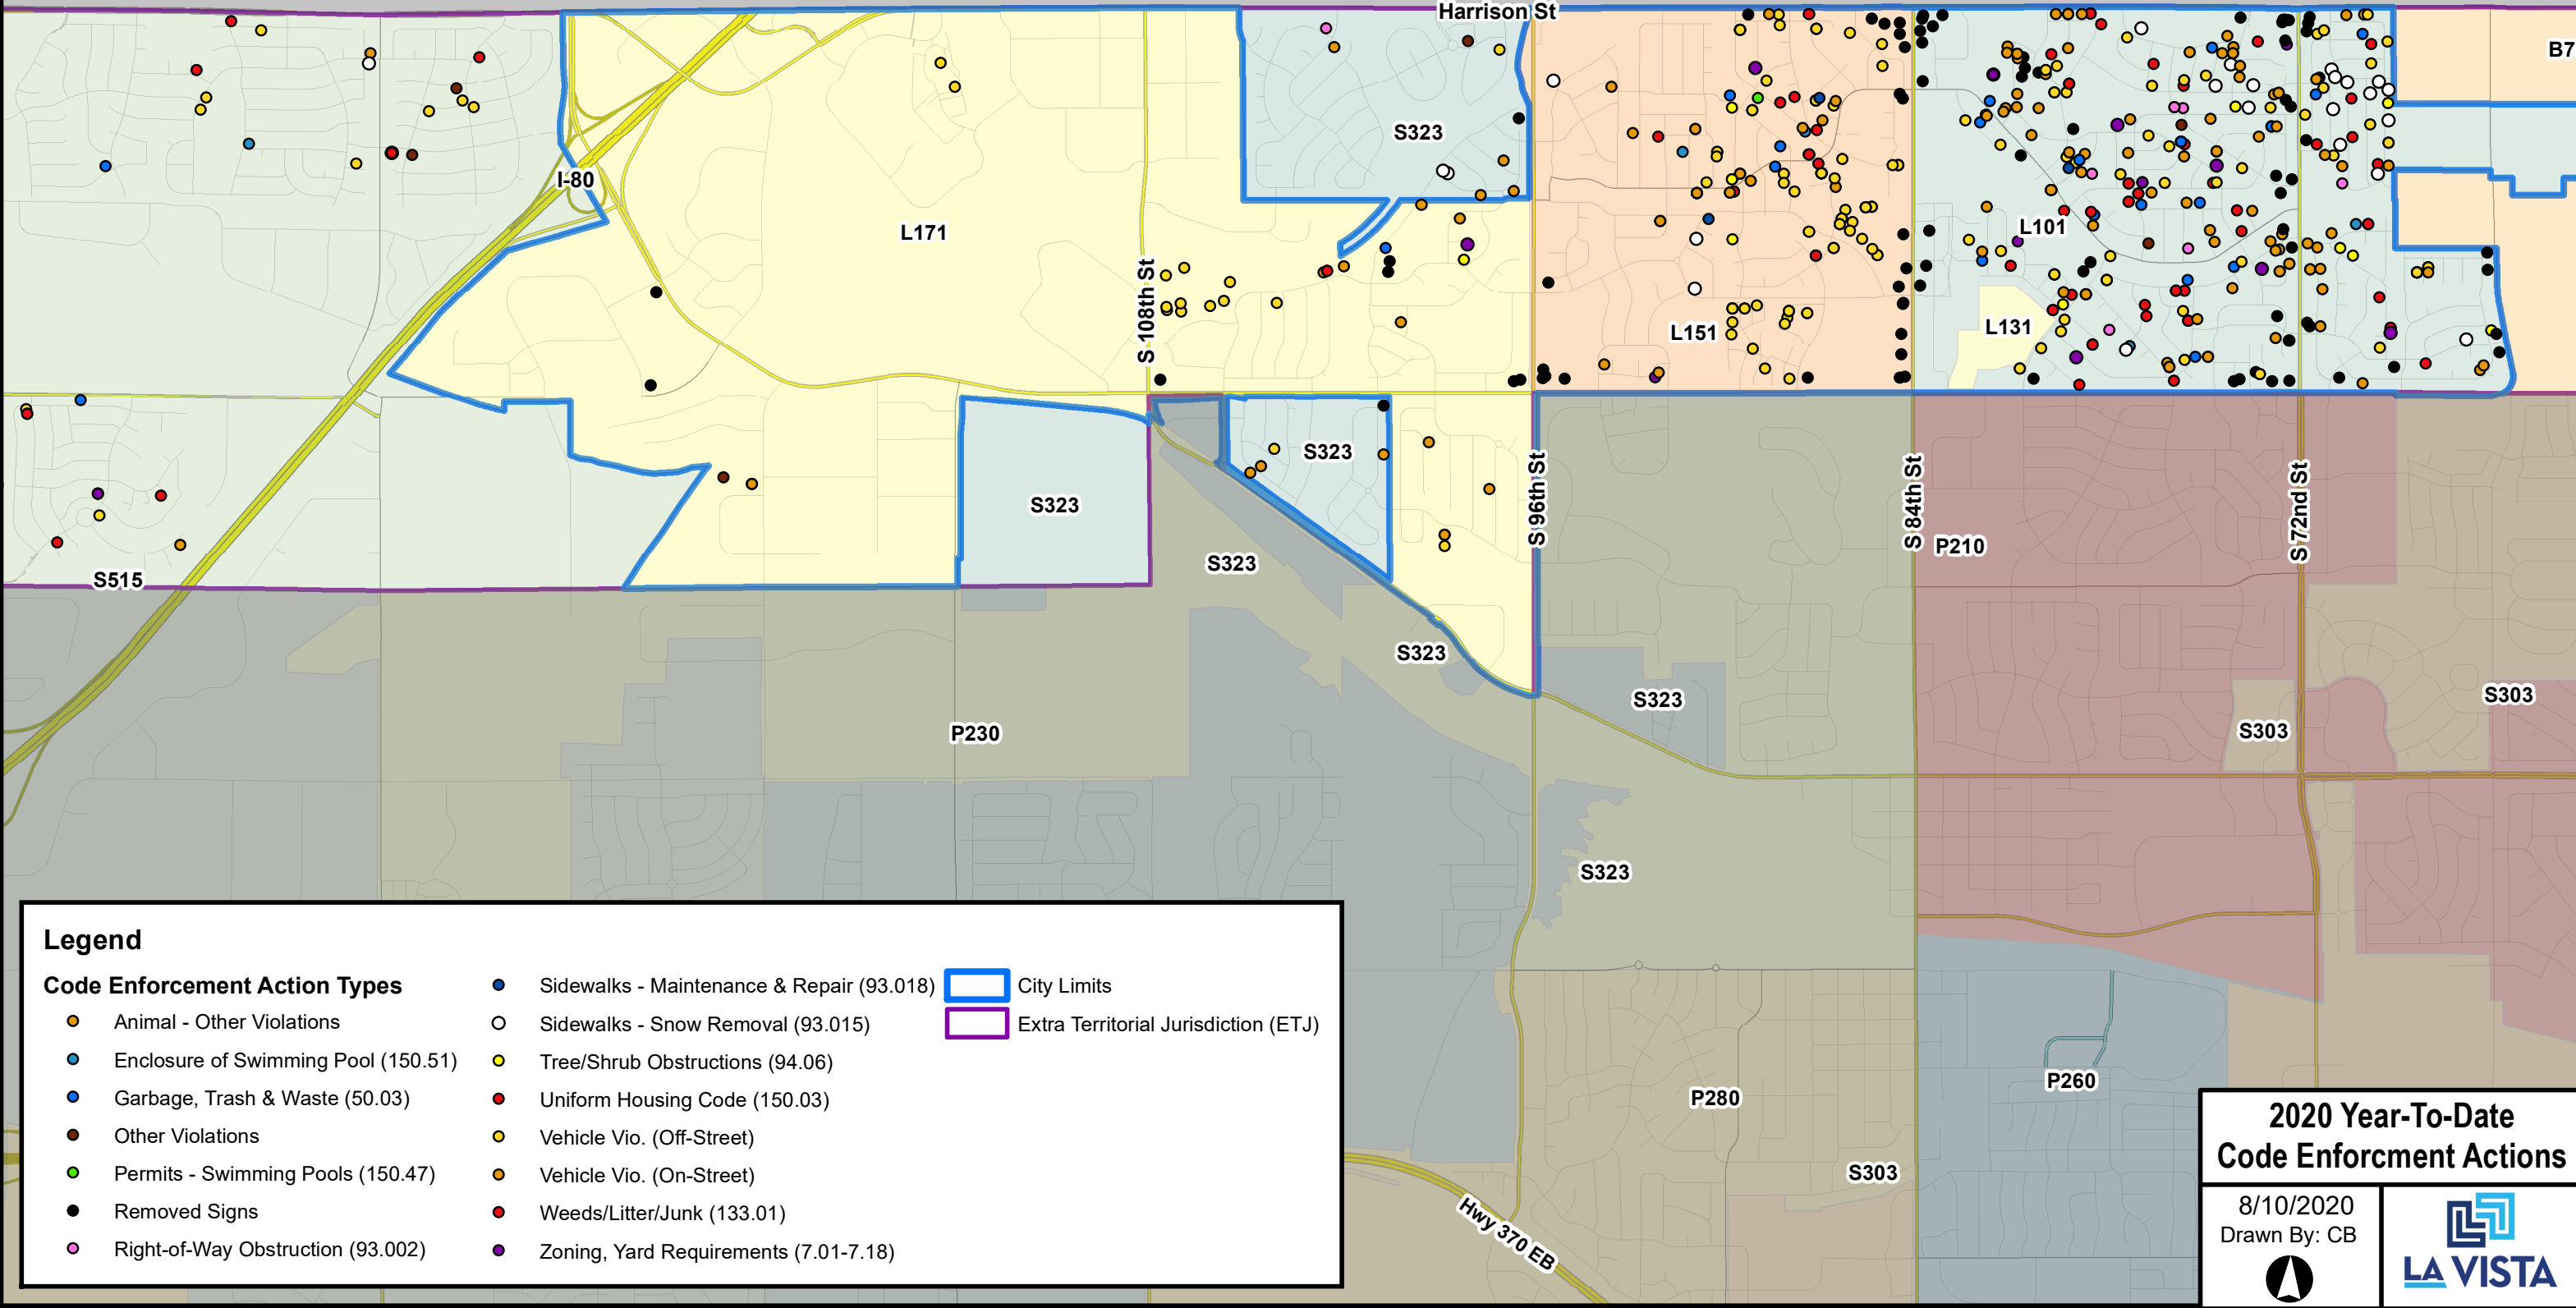 Harrison St
B7
S323
I-80
L171
L101
S 108th St
L151
L131
S323
S323
S 96th St
S 84th St
S 72nd St
P210
S323
S515
S323
S323
S303
S303
P230
S323
P280
P260
S303
Hwy 370 EB
Legend
Code Enforcement Action Types
Animal - Other Violations
Enclosure of Swimming Pool (150.51)
Garbage, Trash & Waste (50.03)
Other Violations
Permits - Swimming Pools (150.47)
Removed Signs
Right-of-Way Obstruction (93.002)
Sidewalks - Maintenance & Repair (93.018)
Sidewalks - Snow Removal (93.015)
Tree/Shrub Obstructions (94.06)
Uniform Housing Code (150.03)
Vehicle Vio. (Off-Street)
Vehicle Vio. (On-Street)
Weeds/Litter/Junk (133.01)
Zoning, Yard Requirements (7.01-7.18)
City Limits
Extra Territorial Jurisdiction (ETJ)
2020 Year-To-Date
Code Enforcment Actions
8/10/2020
Drawn By: CB
LA VISTA